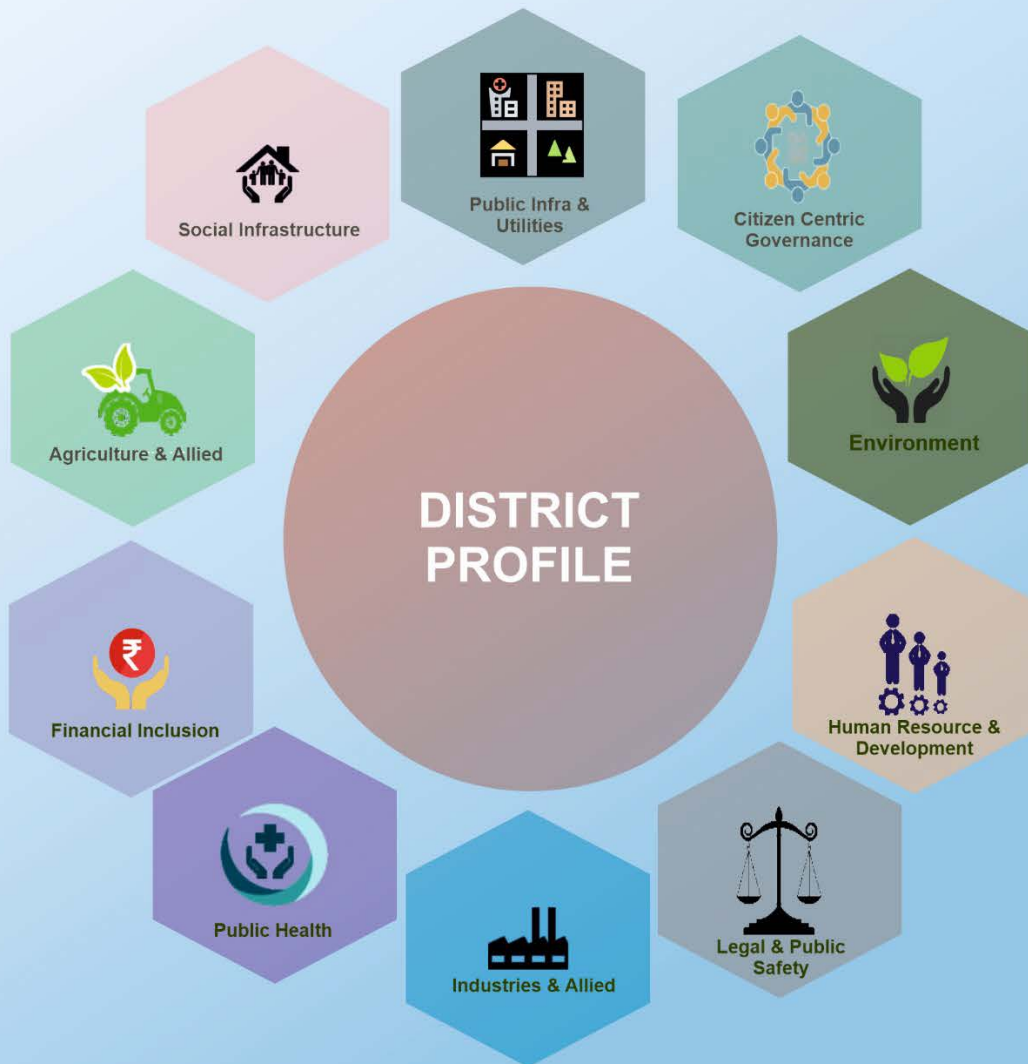 Public Infra &
Utilities
Citizen Centric
Governance
Social Infrastructure
Agriculture & Allied
Environment
DISTRICT
PROFILE
Financial Inclusion
Human Resource &
Development
Public Health
Legal & Public
Safety
Industries & Allied
₹